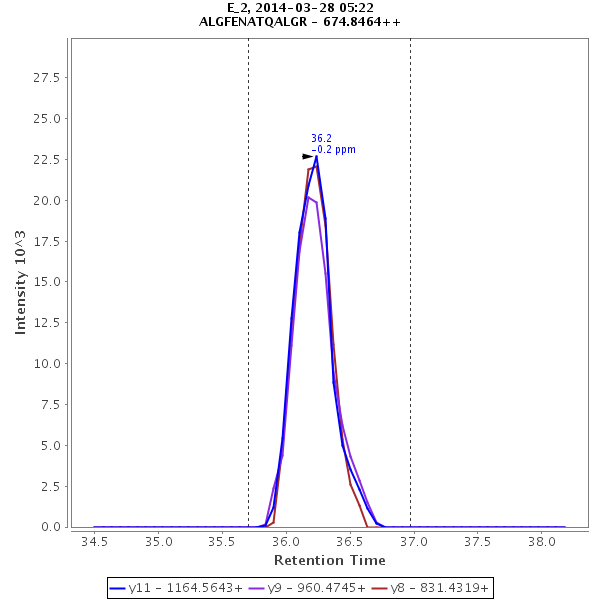 E_2, 2014-03-28 05:22
ALGFENATQALGR - 674.8464++
27.5
25.0
22.5
20.0
17.5
15.0
12.5
10.0
7.5
5.0
2.5
0.0
Intensity 10^3
36.2
-0.2 ppm
34.5 35.0 35.5 36.0 36.5 37.0 37.5 38.0
Retention Time
y11 - 1164.5643+ y9 - 960.4745+ y8 - 831.4319+